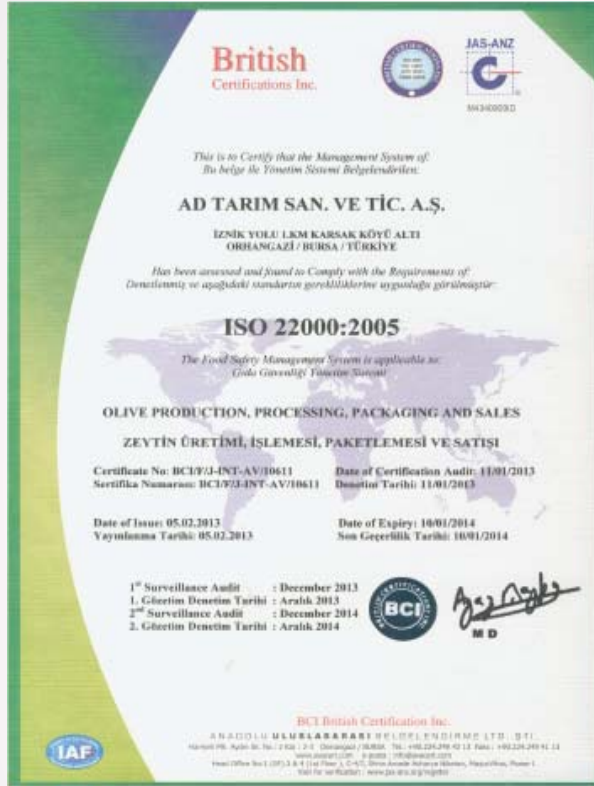 British
Certifications Inc.
JAS-ANZ
This is to Certify that the Management System of:
Bu belge ile Yönetim Sistemi Belgelendirilen:
AD TARIM SAN. VE TİC. A.Ş.
İZNİK YOLU 1.KM KARSAK KÖYÜ ALTI
ORHANGAZİ / BURSA / TÜRKİYE
Has been assessed and found to Comply with the Requirements of:
Denetlenmiş ve aşağıdaki standartın gerekliliklerine uygunluğu görülmüştür:
ISO 22000:2005
The Food Safety Management System is applicable to:
Gıda Güvenliği Yönetim Sistemi
OLIVE PRODUCTION, PROCESSING, PACKAGING AND SALES
ZEYTİN ÜRETİMİ, İŞLEMESİ, PAKETLEMESİ VE SATIŞI
Certificate No: BCI/F/J-INT-AV/10611 Date of Certification Audit: 11/01/2013
Sertifika Numarası: BCI/F/J-INT-AV/10611 Denetim Tarihi: 11/01/2013
Date of Issue: 05.02.2013 Date of Expiry: 10/01/2014
Yayınlanma Tarihi: 05.02.2013 Son Geçerlilik Tarihi: 10/01/2014
1st Surveillance Audit : December 2013
1. Gözetim Denetim Tarihi : Aralık 2013
2nd Surveillance Audit : December 2014
2. Gözetim Denetim Tarihi : Aralık 2014
BCI
M D
BCI British Certification Inc.
ANADOLU ULUSLARARASI BELGELENDİRME LTD. ŞTİ.
IAF